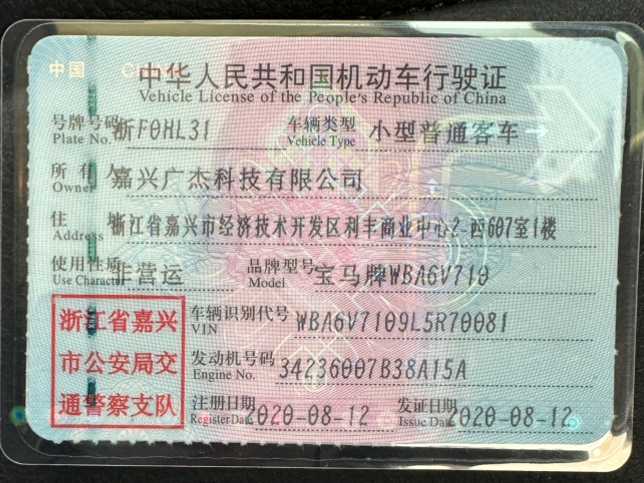 中国 CHINA
中华人民共和国机动车行驶证
Vehicle License of the People's Republic of China
号牌号码 浙F0HL31 车辆类型 小型普通客车
Plate No. Vehicle Type
所有人 嘉兴广杰科技有限公司
Owner
住址 浙江省嘉兴市经济技术开发区利丰商业中心2-西607室1楼
Address
使用性质 非营运 品牌型号 宝马牌WBA6V710
Use Character Model
浙江省嘉兴 车辆识别代号 WBA6V7109L5R70081
VIN
市公安局交 发动机号码 34236007B38A15A
Engine No.
通警察支队 注册日期 2020-08-12 发证日期 2020-08-12
Register Date Issue Date